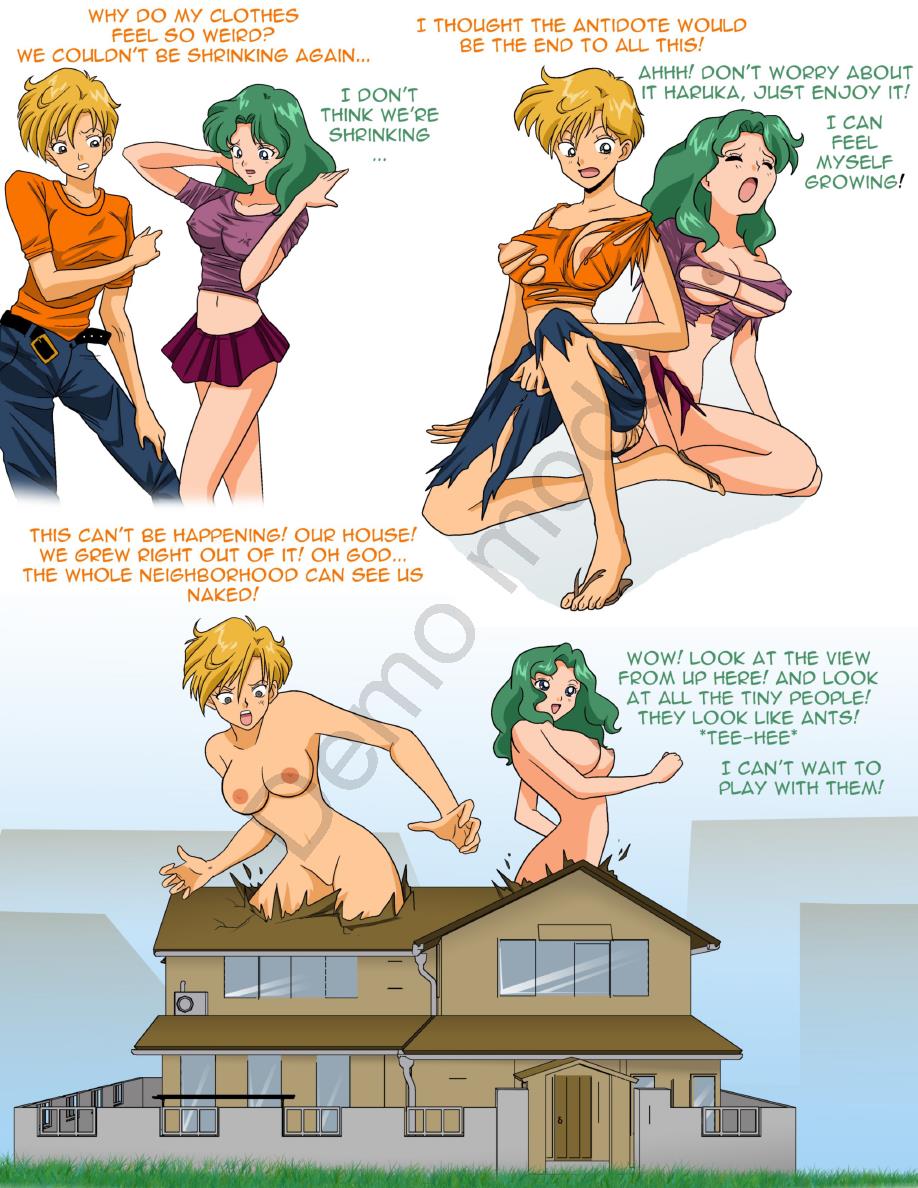 WHY DO MY CLOTHES
FEEL SO WEIRD?
WE COULDN'T BE SHRINKING AGAIN...
I DON'T
THINK WE'RE
SHRINKING
...
I THOUGHT THE ANTIDOTE WOULD
BE THE END TO ALL THIS!
AHHH! DON'T WORRY ABOUT
IT HARUKA, JUST ENJOY IT!
I CAN
FEEL
MYSELF
GROWING!
THIS CAN'T BE HAPPENING! OUR HOUSE!
WE GREW RIGHT OUT OF IT! OH GOD...
THE WHOLE NEIGHBORHOOD CAN SEE US
NAKED!
WOW! LOOK AT THE VIEW
FROM UP HERE! AND LOOK
AT ALL THE TINY PEOPLE!
THEY LOOK LIKE ANTS!
*TEE-HEE*
I CAN'T WAIT TO
PLAY WITH THEM!
Demo mode